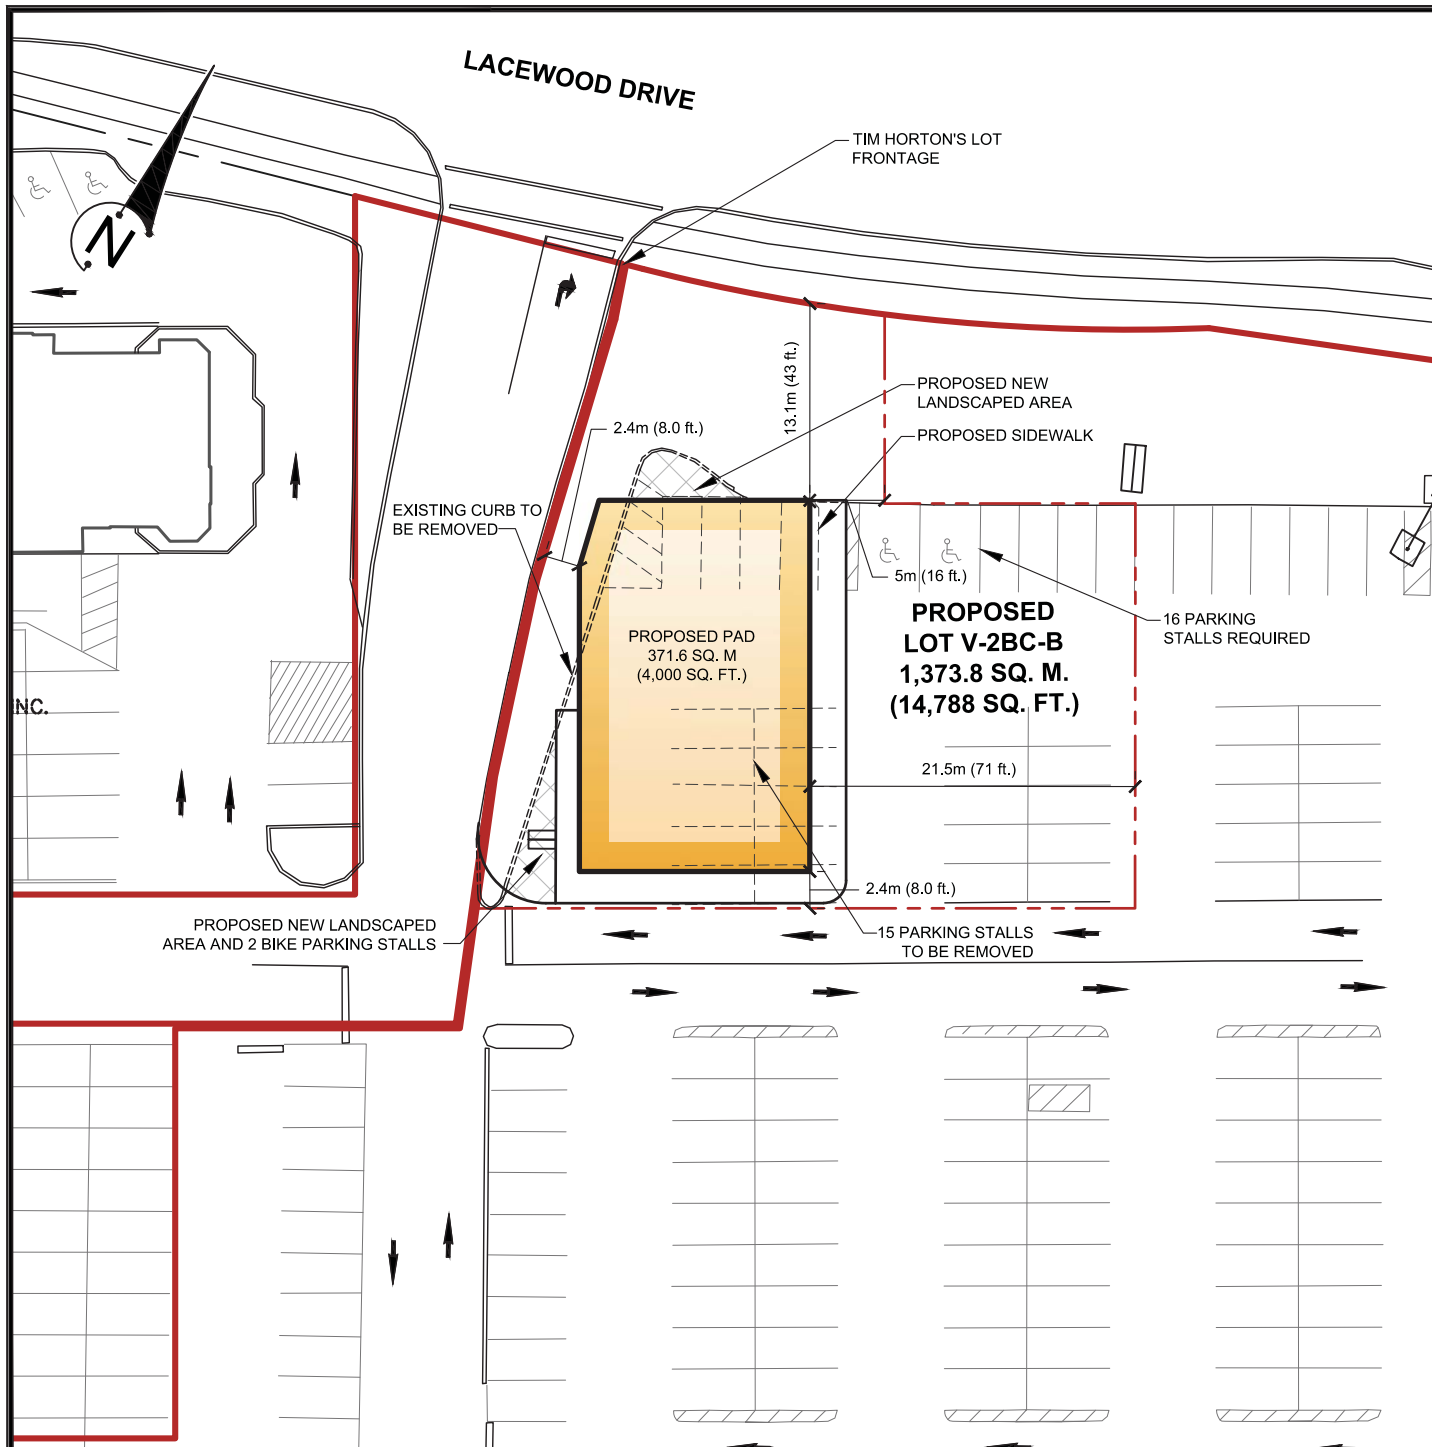 LACEWOOD DRIVE
TIM HORTON'S LOT
FRONTAGE
N
13.1m (43 ft.)
PROPOSED NEW
LANDSCAPED AREA
PROPOSED SIDEWALK
2.4m (8.0 ft.)
EXISTING CURB TO
BE REMOVED
5m (16 ft.)
PROPOSED
LOT V-2BC-B
1,373.8 SQ. M.
(14,788 SQ. FT.)
16 PARKING
STALLS REQUIRED
PROPOSED PAD
371.6 SQ. M
(4,000 SQ. FT.)
INC.
21.5m (71 ft.)
2.4m (8.0 ft.)
PROPOSED NEW LANDSCAPED
AREA AND 2 BIKE PARKING STALLS
15 PARKING STALLS
TO BE REMOVED